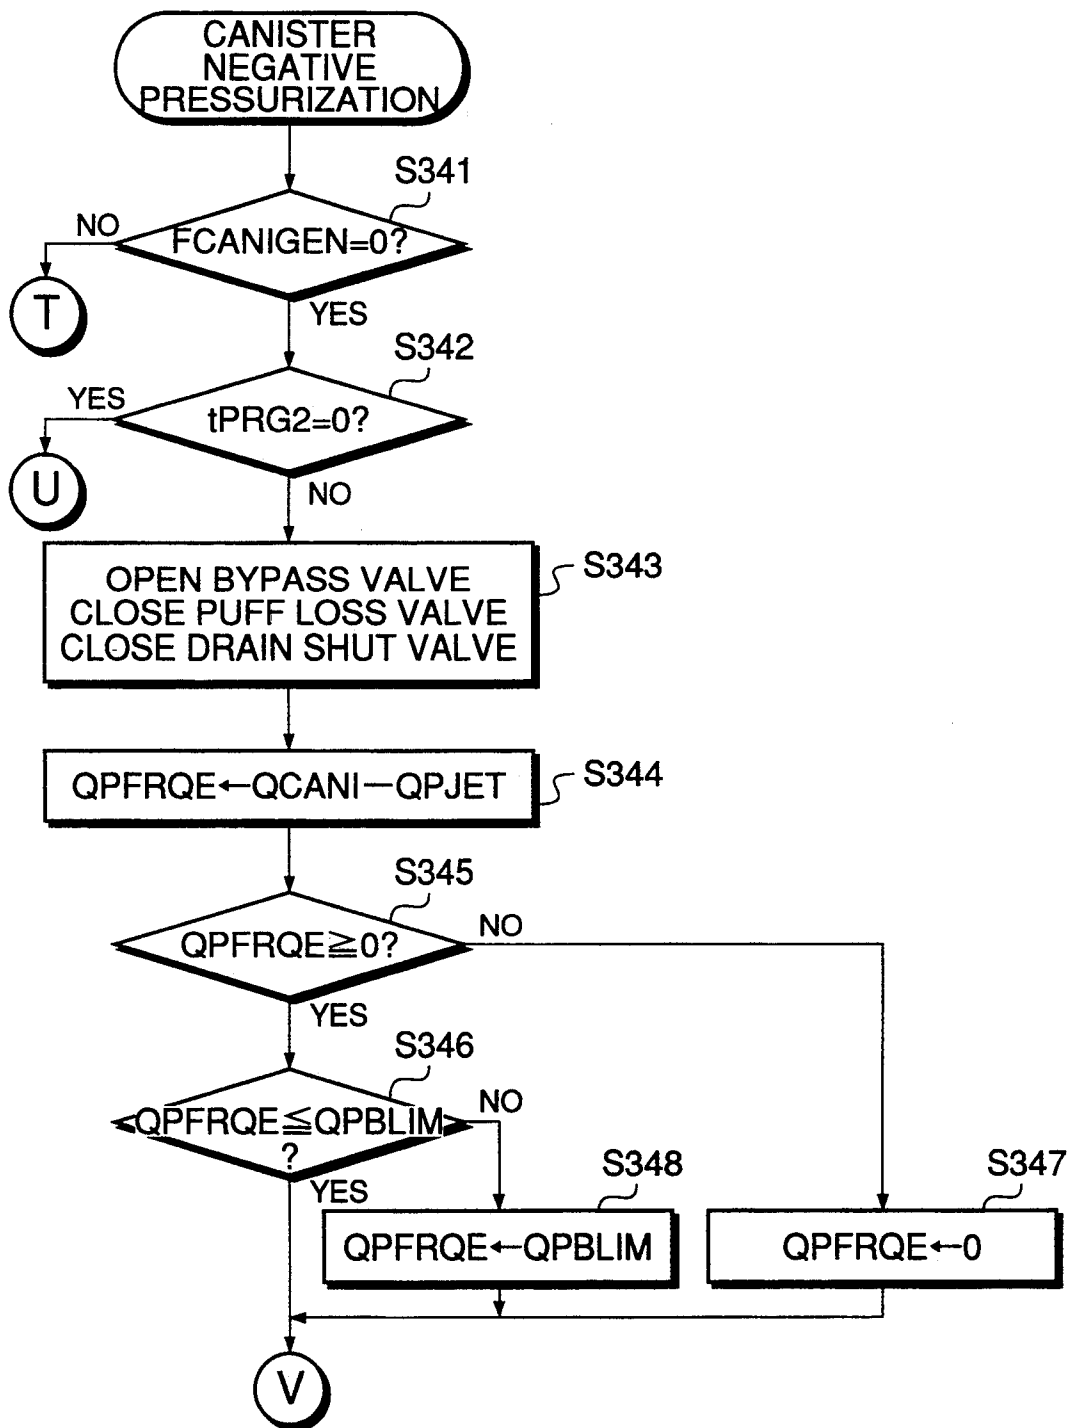 CANISTER
NEGATIVE
PRESSURIZATION
S341
NO
FCANIGEN=0?
T
YES
S342
YES
tPRG2=0?
U
NO
S343
OPEN BYPASS VALVE
CLOSE PUFF LOSS VALVE
CLOSE DRAIN SHUT VALVE
S344
QPFRQE←QCANI—QPJET
S345
NO
QPFRQE≧0?
YES
S346
NO
QPFRQE≦QPBLIM
?
YES
S348
S347
QPFRQE←QPBLIM
QPFRQE←0
V